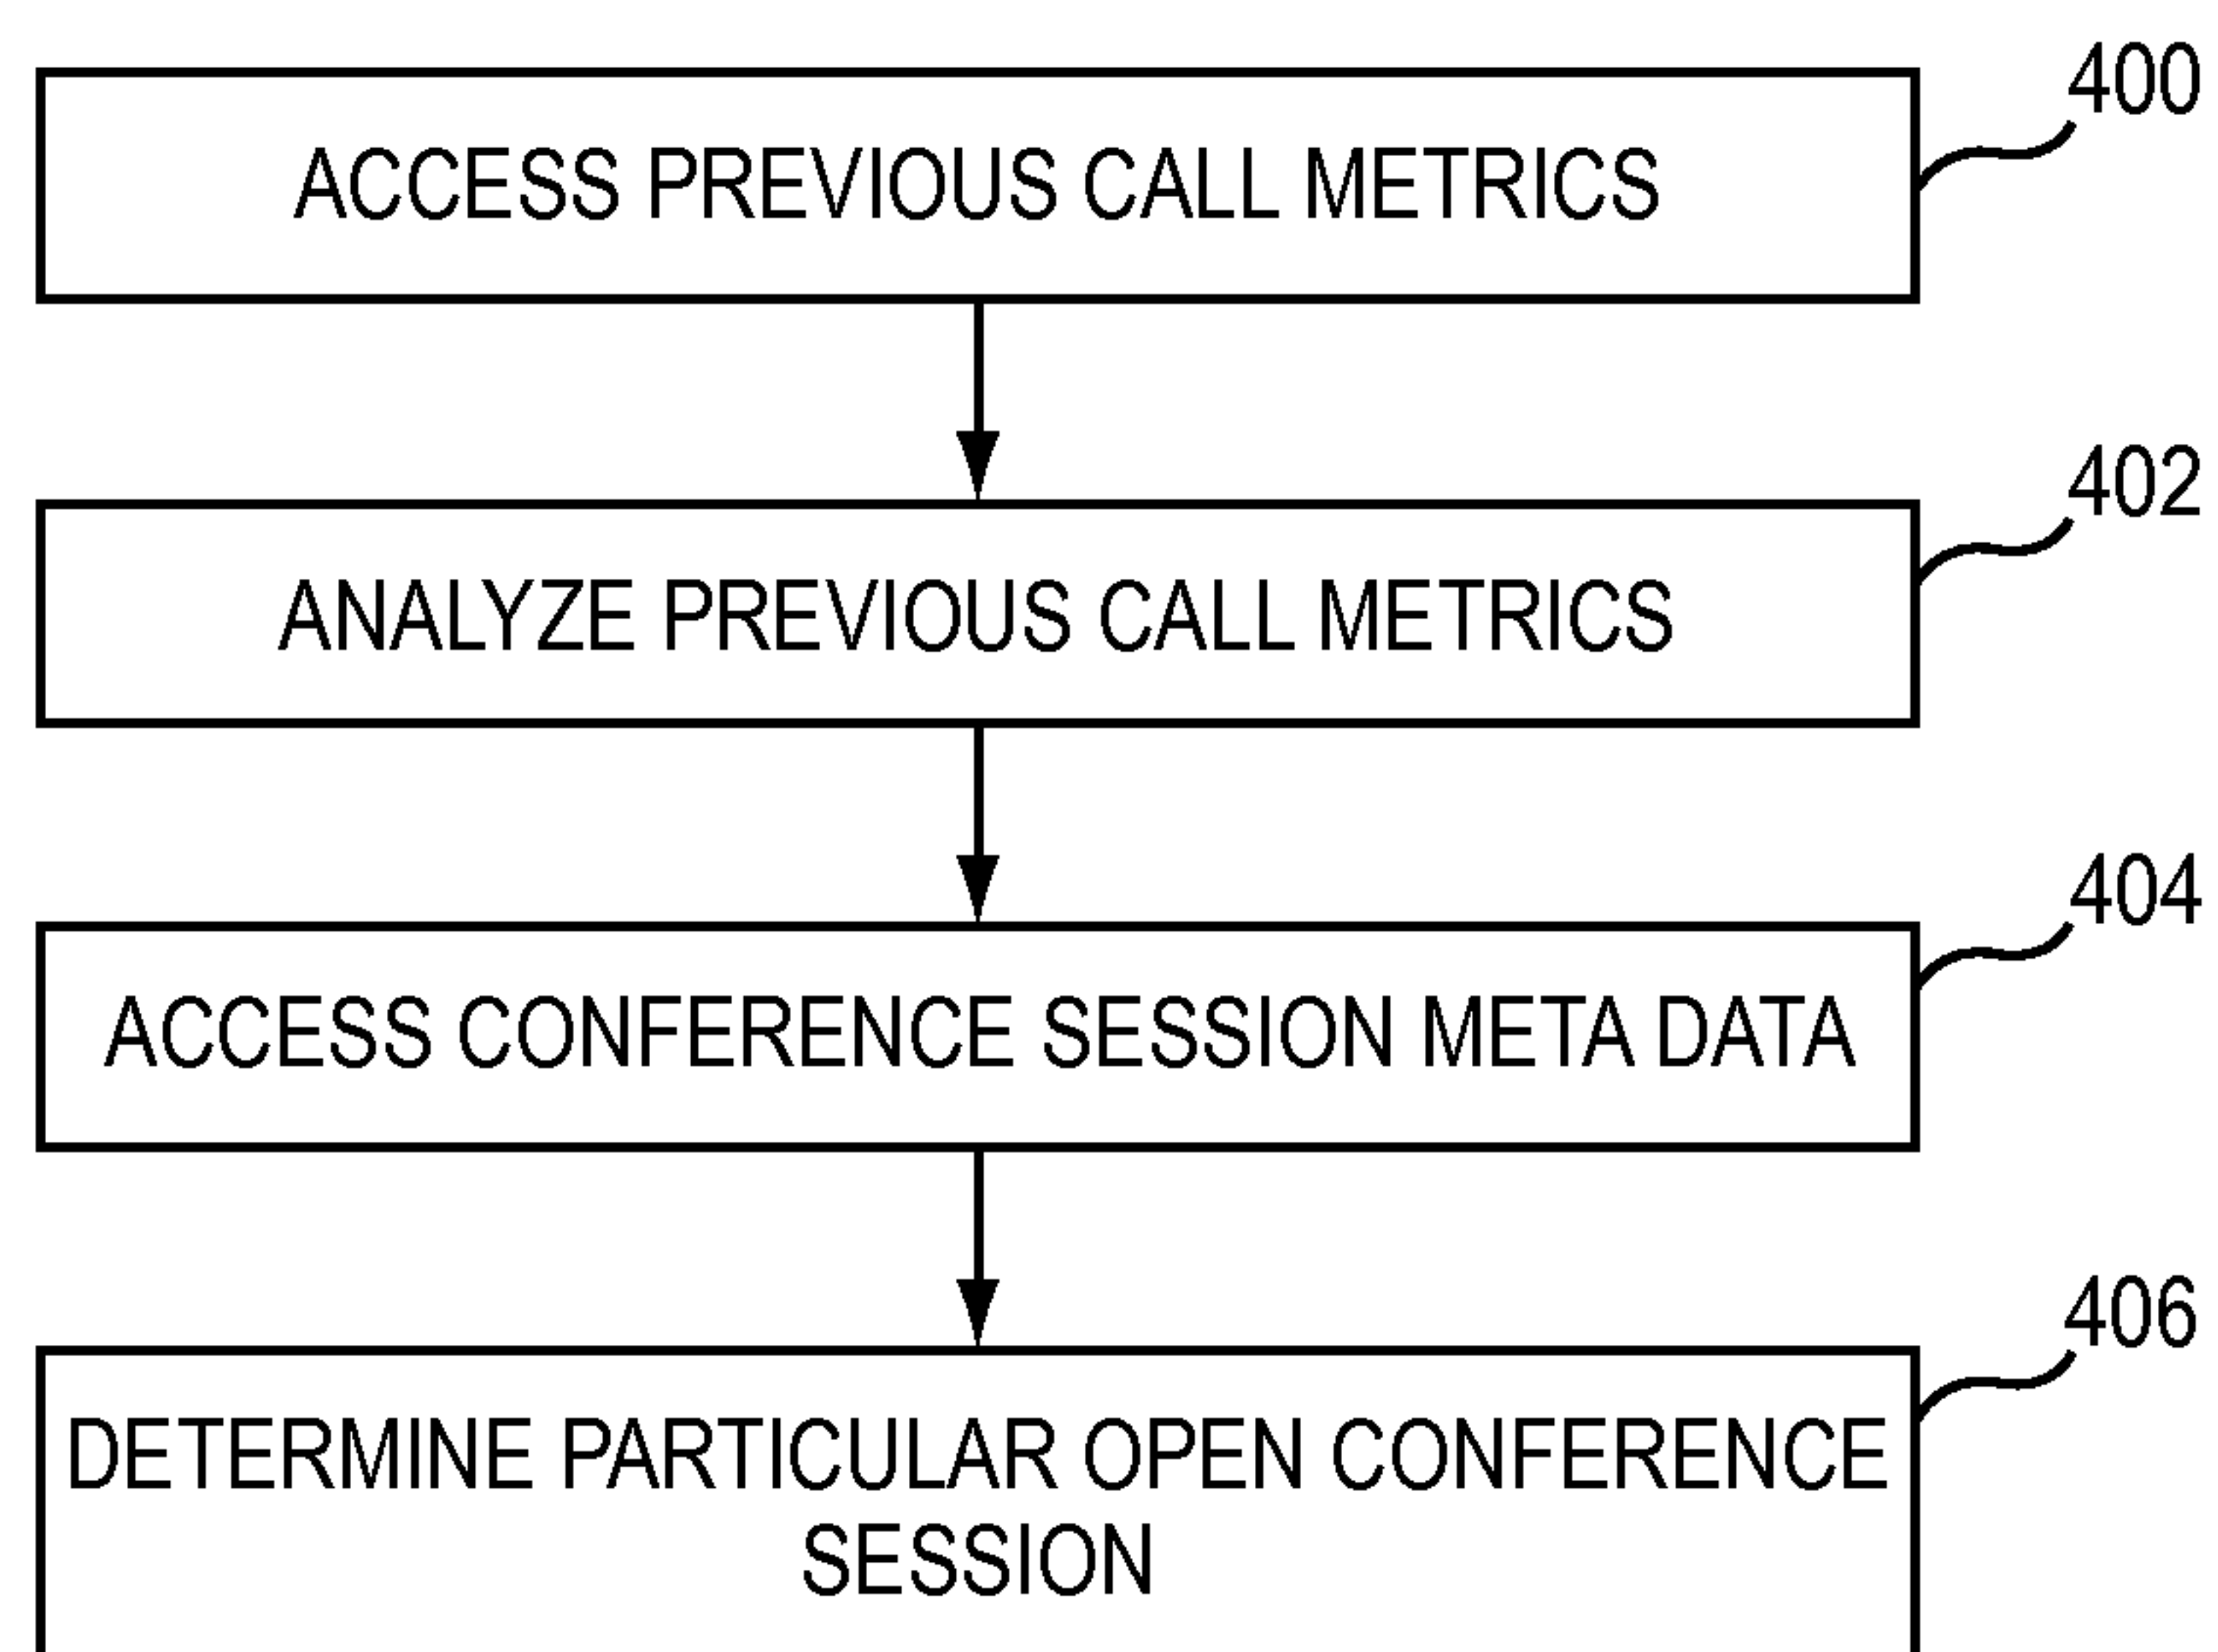 400
ACCESS PREVIOUS CALL METRICS
402
ANALYZE PREVIOUS CALL METRICS
404
ACCESS CONFERENCE SESSION META DATA
406
DETERMINE PARTICULAR OPEN CONFERENCE
SESSION